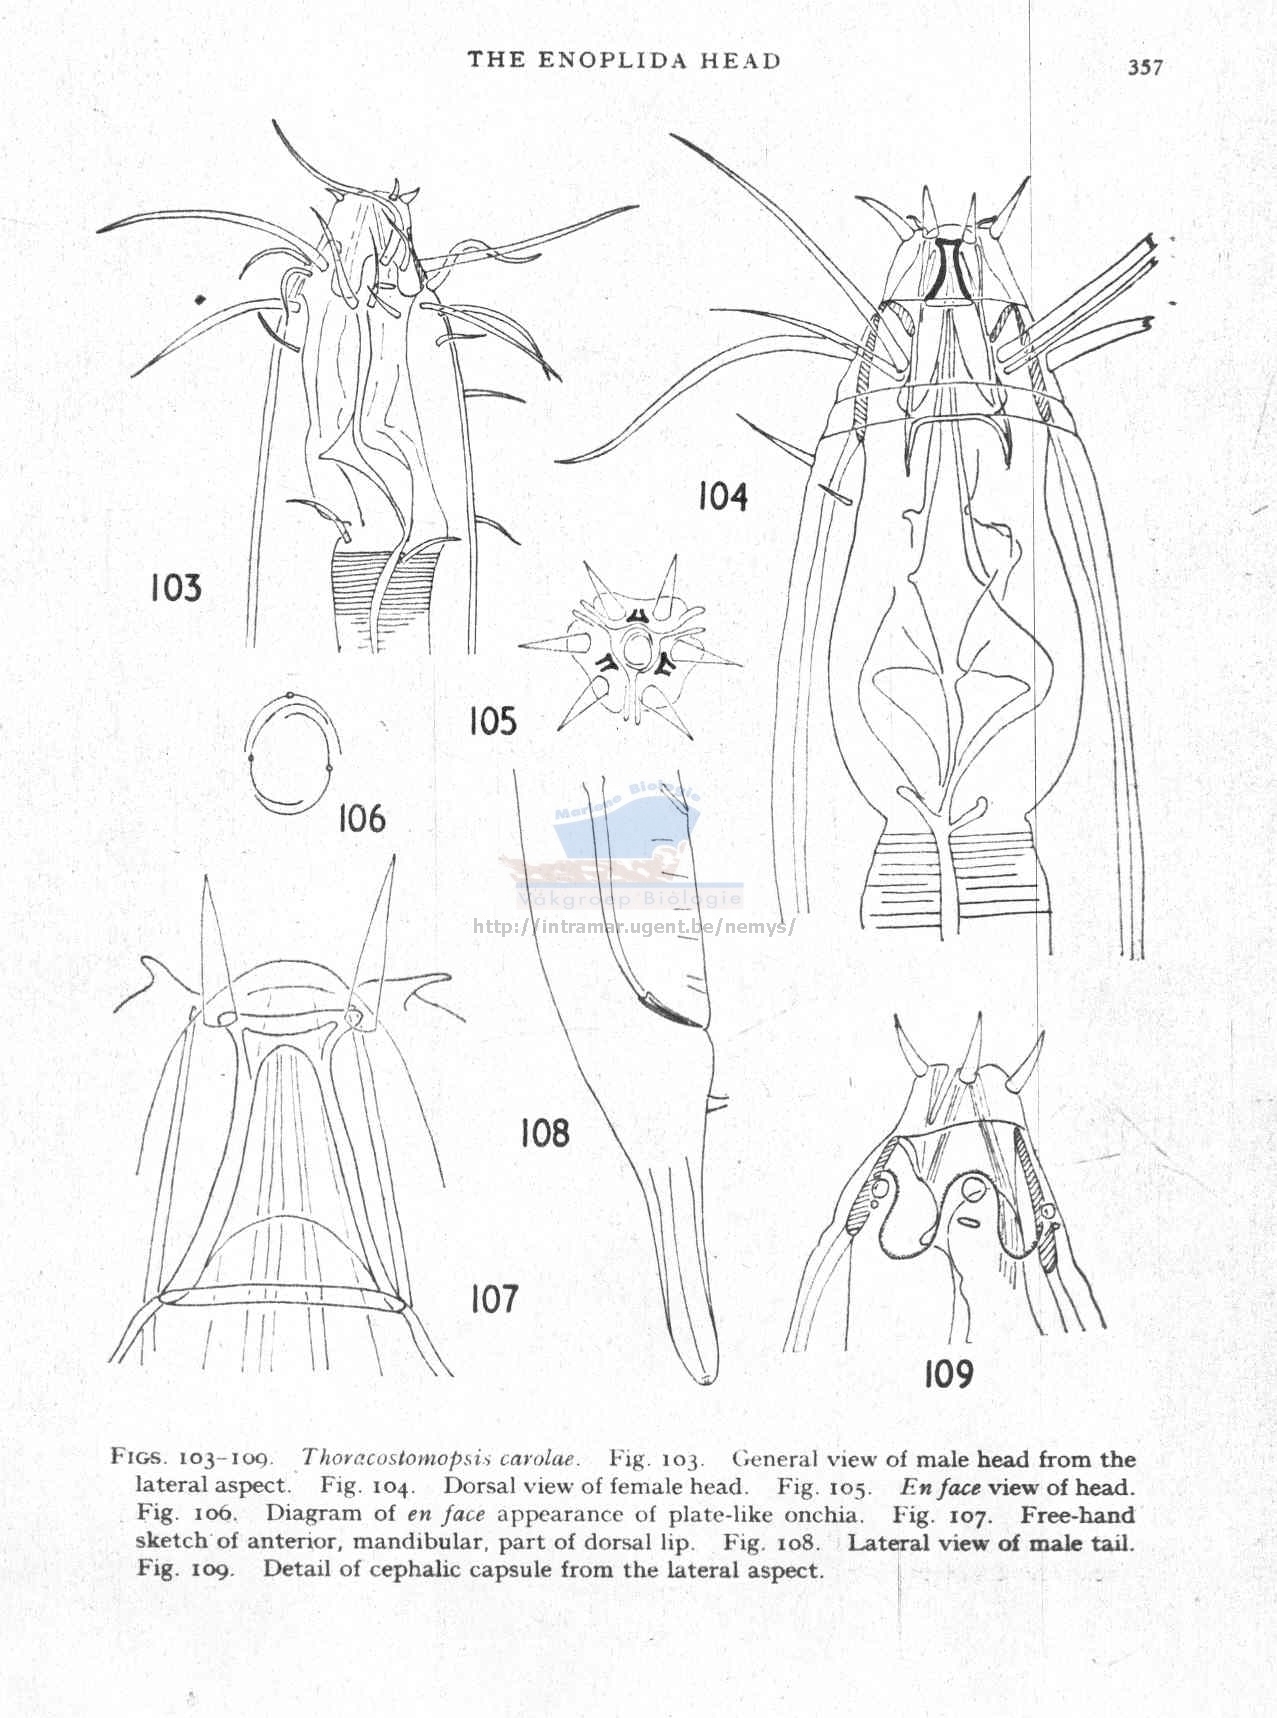 THE ENOPLIDA HEAD
357
104
103
105
106
Mariene Biologie
Vakgroep Biologie
http://intramar.ugent.be/nemys/
108
107
109
FIGS. 103–109. Thoracostomopsis carolae. Fig. 103. General view of male head from the
lateral aspect. Fig. 104. Dorsal view of female head. Fig. 105. En face view of head.
Fig. 106. Diagram of en face appearance of plate-like onchia. Fig. 107. Free-hand
sketch of anterior, mandibular, part of dorsal lip. Fig. 108. Lateral view of male tail.
Fig. 109. Detail of cephalic capsule from the lateral aspect.